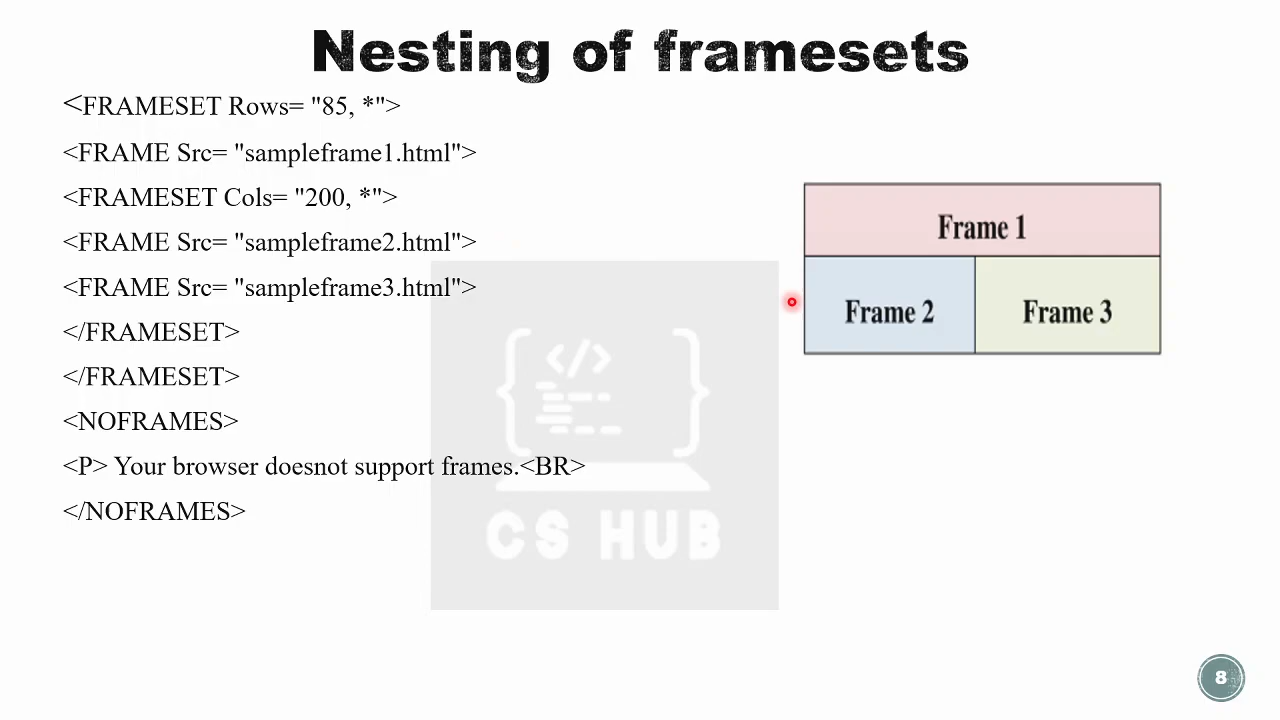 Nesting of framesets
<FRAMESET Rows= "85, *">
<FRAME Src= "sampleframe1.html">
<FRAMESET Cols= "200, *">
<FRAME Src= "sampleframe2.html">
<FRAME Src= "sampleframe3.html">
</FRAMESET>
</FRAMESET>
<NOFRAMES>
<P> Your browser doesnot support frames.<BR>
</NOFRAMES>
Frame 1
Frame 2
Frame 3
</>
CS HUB
8